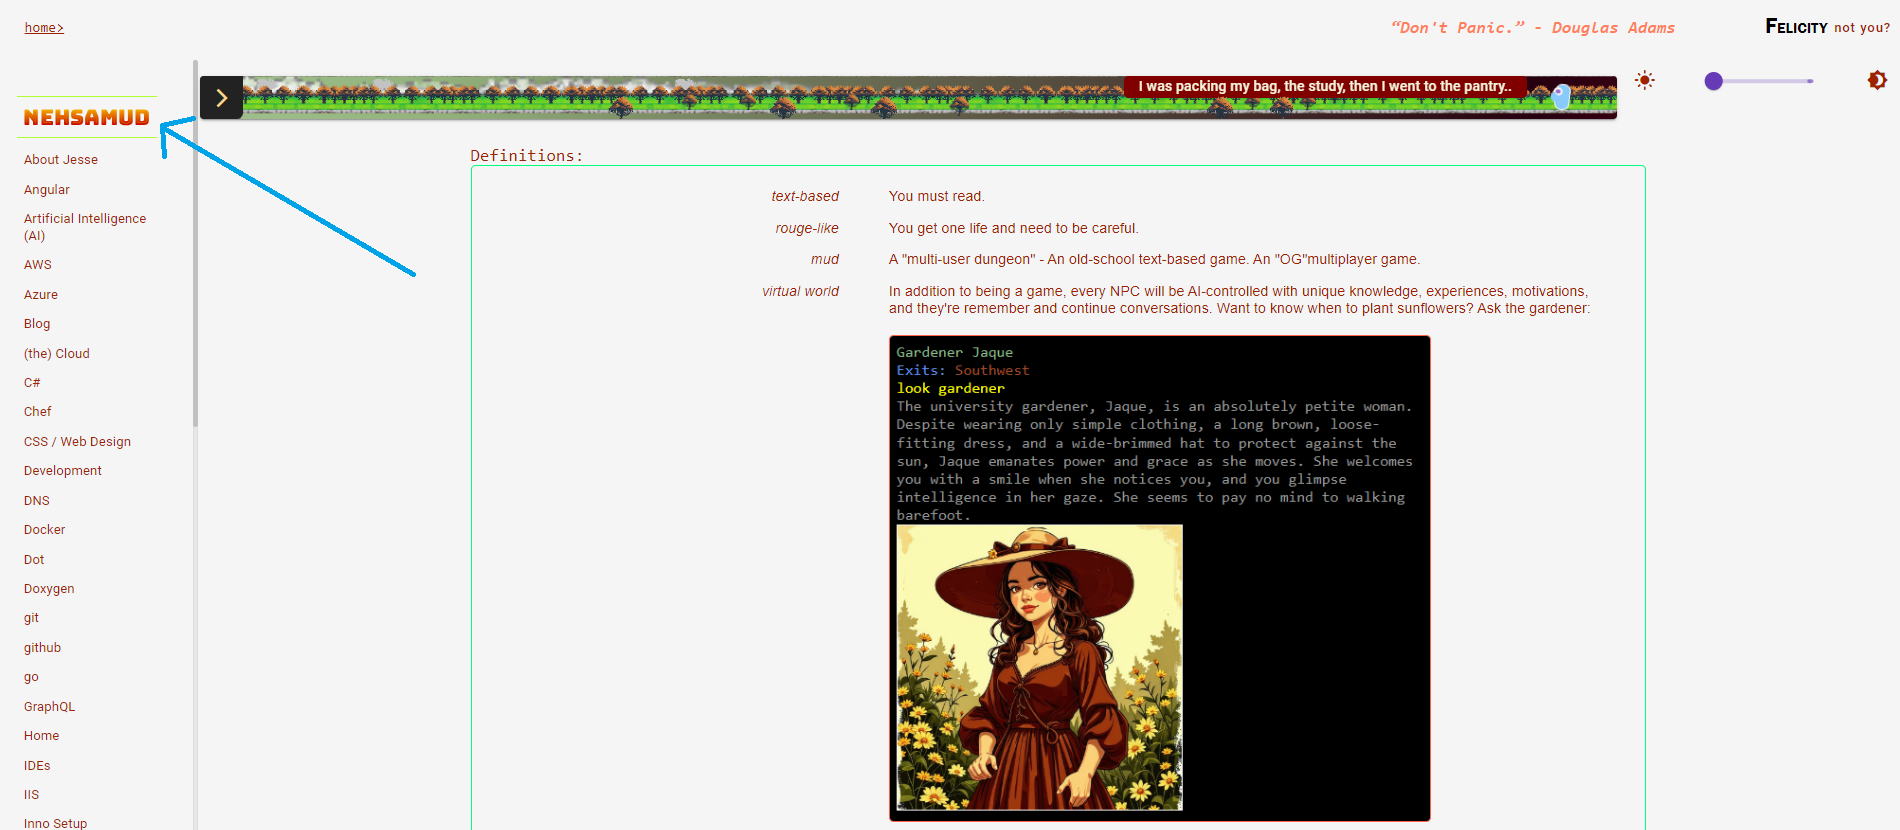 home>
“Don't Panic.” - Douglas Adams
FELICITY not you?
I was packing my bag, the study, then I went to the pantry..
NEHSAMUD
About Jesse
Angular
Artificial Intelligence
(AI)
AWS
Azure
Blog
(the) Cloud
C#
Chef
CSS / Web Design
Development
DNS
Docker
Dot
Doxygen
git
github
go
GraphQL
Home
IDEs
IIS
Inno Setup
Definitions:
text-based You must read.
rouge-like You get one life and need to be careful.
mud A "multi-user dungeon" - An old-school text-based game. An "OG"multiplayer game.
virtual world In addition to being a game, every NPC will be AI-controlled with unique knowledge, experiences, motivations,
and they're remember and continue conversations. Want to know when to plant sunflowers? Ask the gardener:
Gardener Jaque
Exits: Southwest
look gardener
The university gardener, Jaque, is an absolutely petite woman.
Despite wearing only simple clothing, a long brown, loose-
fitting dress, and a wide-brimmed hat to protect against the
sun, Jaque emanates power and grace as she moves. She welcomes
you with a smile when she notices you, and you glimpse
intelligence in her gaze. She seems to pay no mind to walking
barefoot.